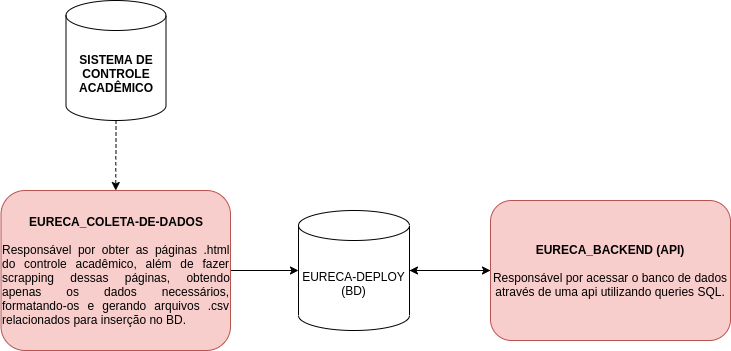 SISTEMA DE
CONTROLE
ACADÊMICO
EURECA_COLETA-DE-DADOS
Responsável por obter as páginas .html
do controle acadêmico, além de fazer
scrapping dessas páginas, obtendo
apenas os dados necessários,
formatando-os e gerando arquivos .csv
relacionados para inserção no BD.
EURECA-DEPLOY
(BD)
EURECA_BACKEND (API)
Responsável por acessar o banco de dados
através de uma api utilizando queries SQL.